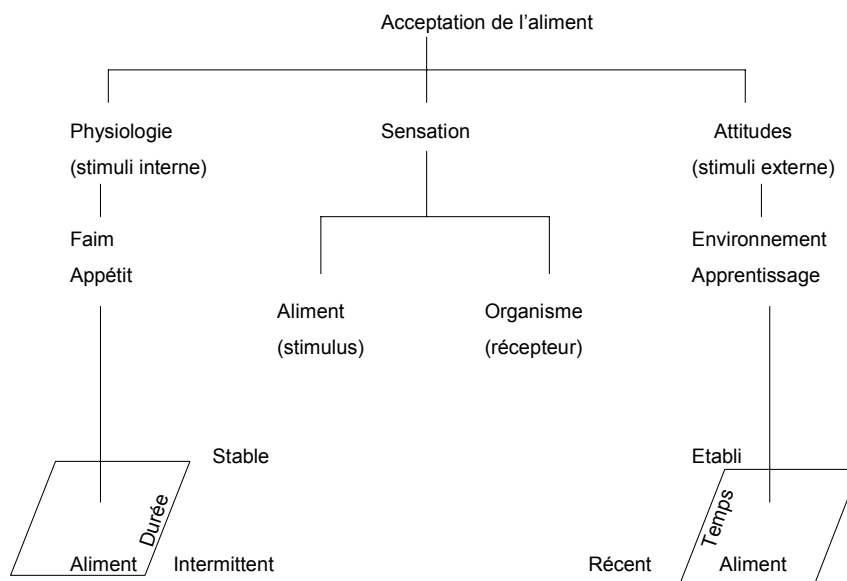 Acceptation de l’aliment
Physiologie
(stimuli interne)
Sensation
Attitudes
(stimuli externe)
Faim
Appétit
Environnement
Apprentissage
Aliment
(stimulus)
Organisme
(récepteur)
Stable
Durée
Aliment
Intermittent
Etabli
Temps
Récent
Aliment